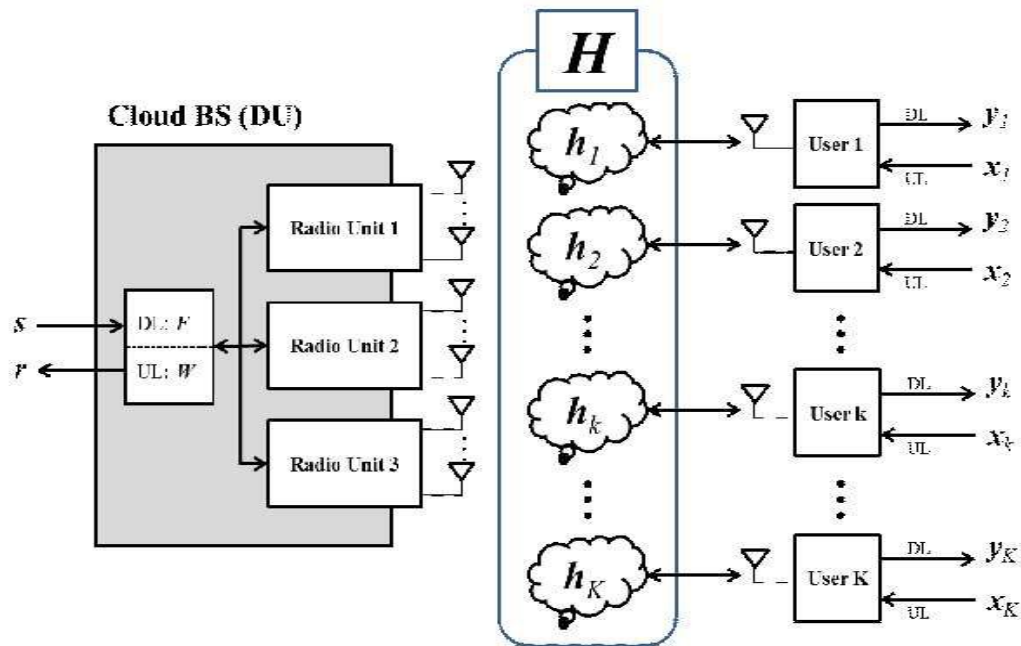 H
Cloud BS (DU)
Radio Unit 1
Radio Unit 2
Radio Unit 3
s
r
DL: F
UL: W
h1
h2
hk
hK
User 1
DL
y1
UL
x1
User 2
DL
y2
UL
x2
User k
DL
yk
UL
xk
User K
DL
yK
UL
xK